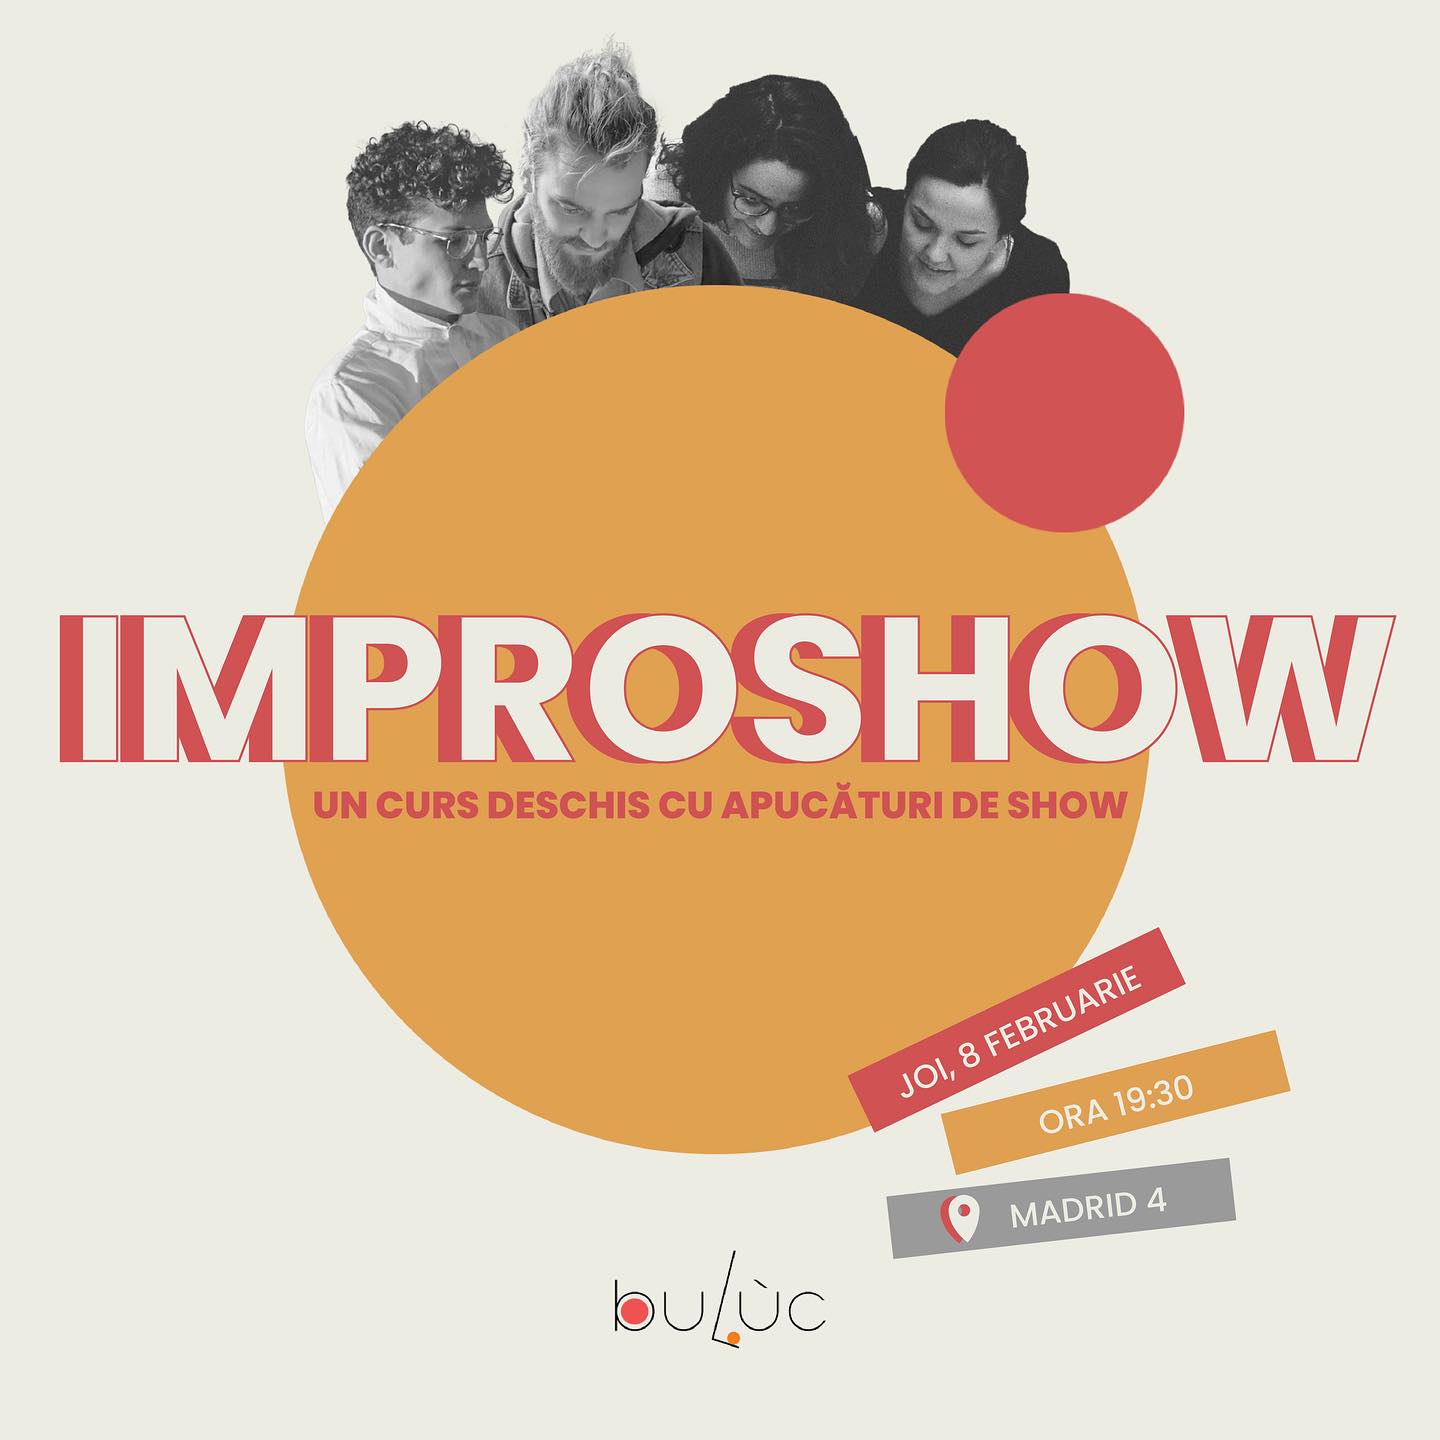 IMPROSHOW
UN CURS DESCHIS CU APUCĂTURI DE SHOW
JOI, 8 FEBRUARIE
ORA 19:30
MADRID 4
buLùc